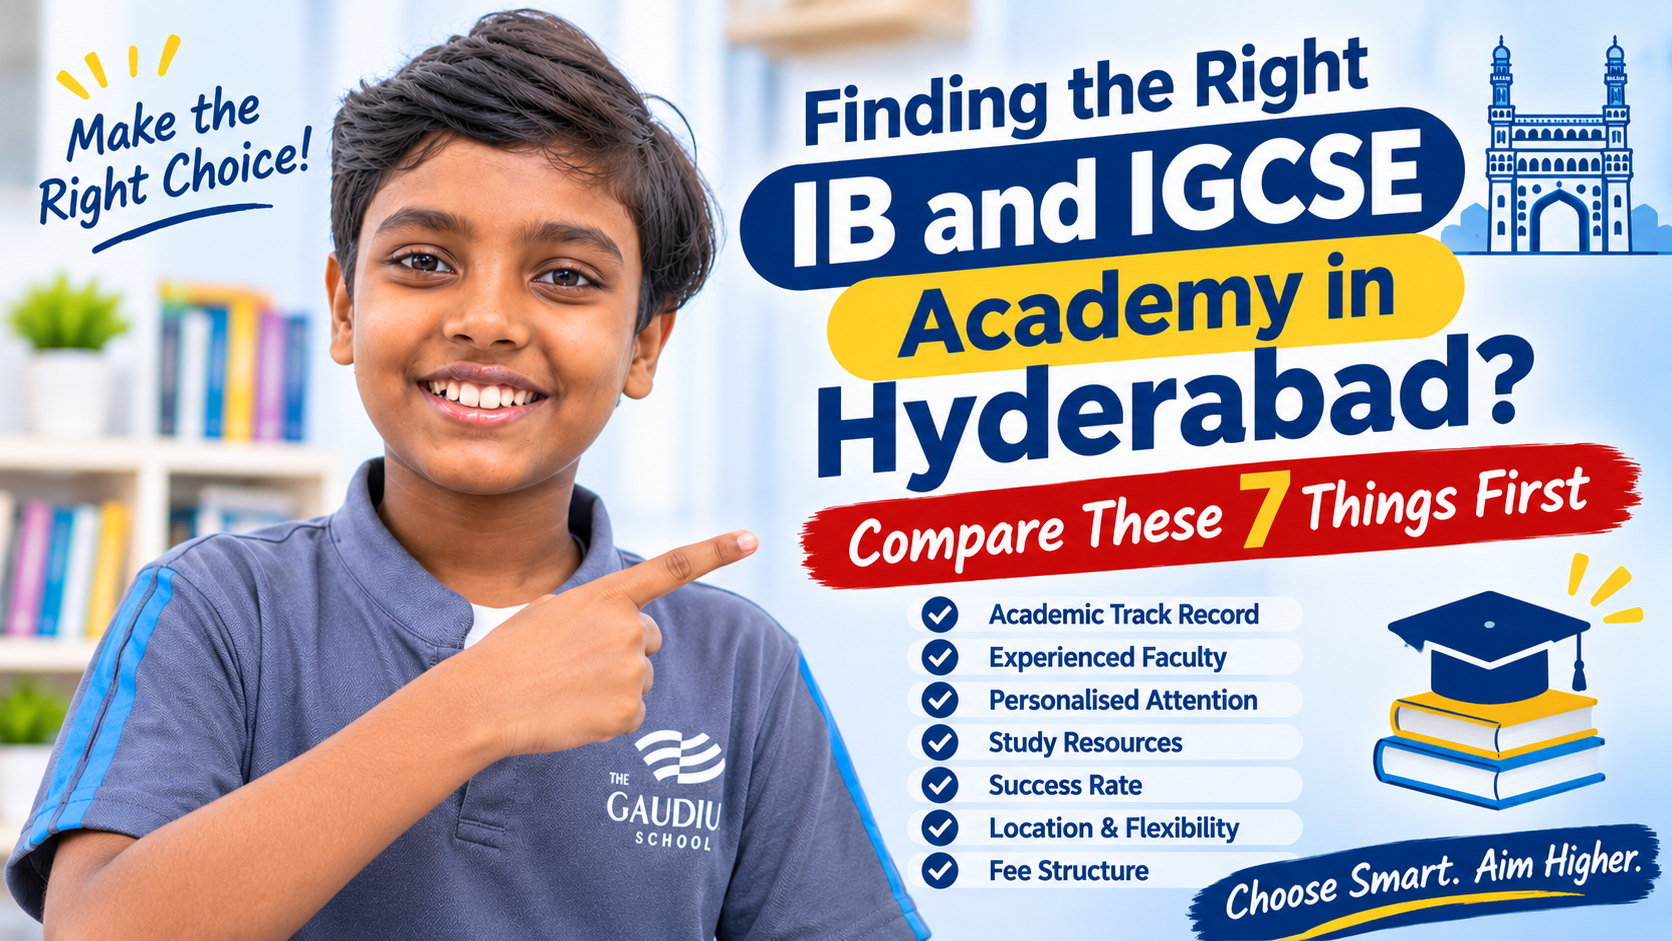 Make the
Right Choice!
Finding the Right
IB and IGCSE
Academy in
Hyderabad?
Compare These 7 Things First
Academic Track Record
Experienced Faculty
Personalised Attention
Study Resources
Success Rate
Location & Flexibility
Fee Structure
Choose Smart. Aim Higher.
THE
GAUDIU
SCHOOL